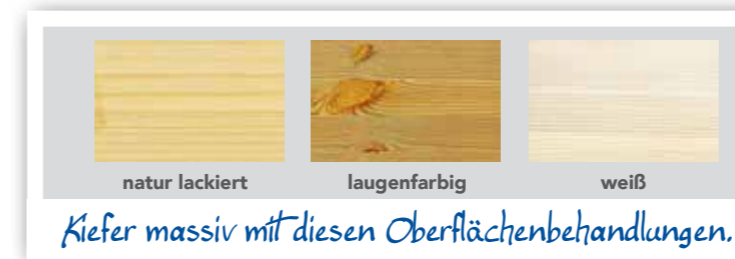 natur lackiert laugenfarbig weiß
Kiefer massiv mit diesen Oberflächenbehandlungen.